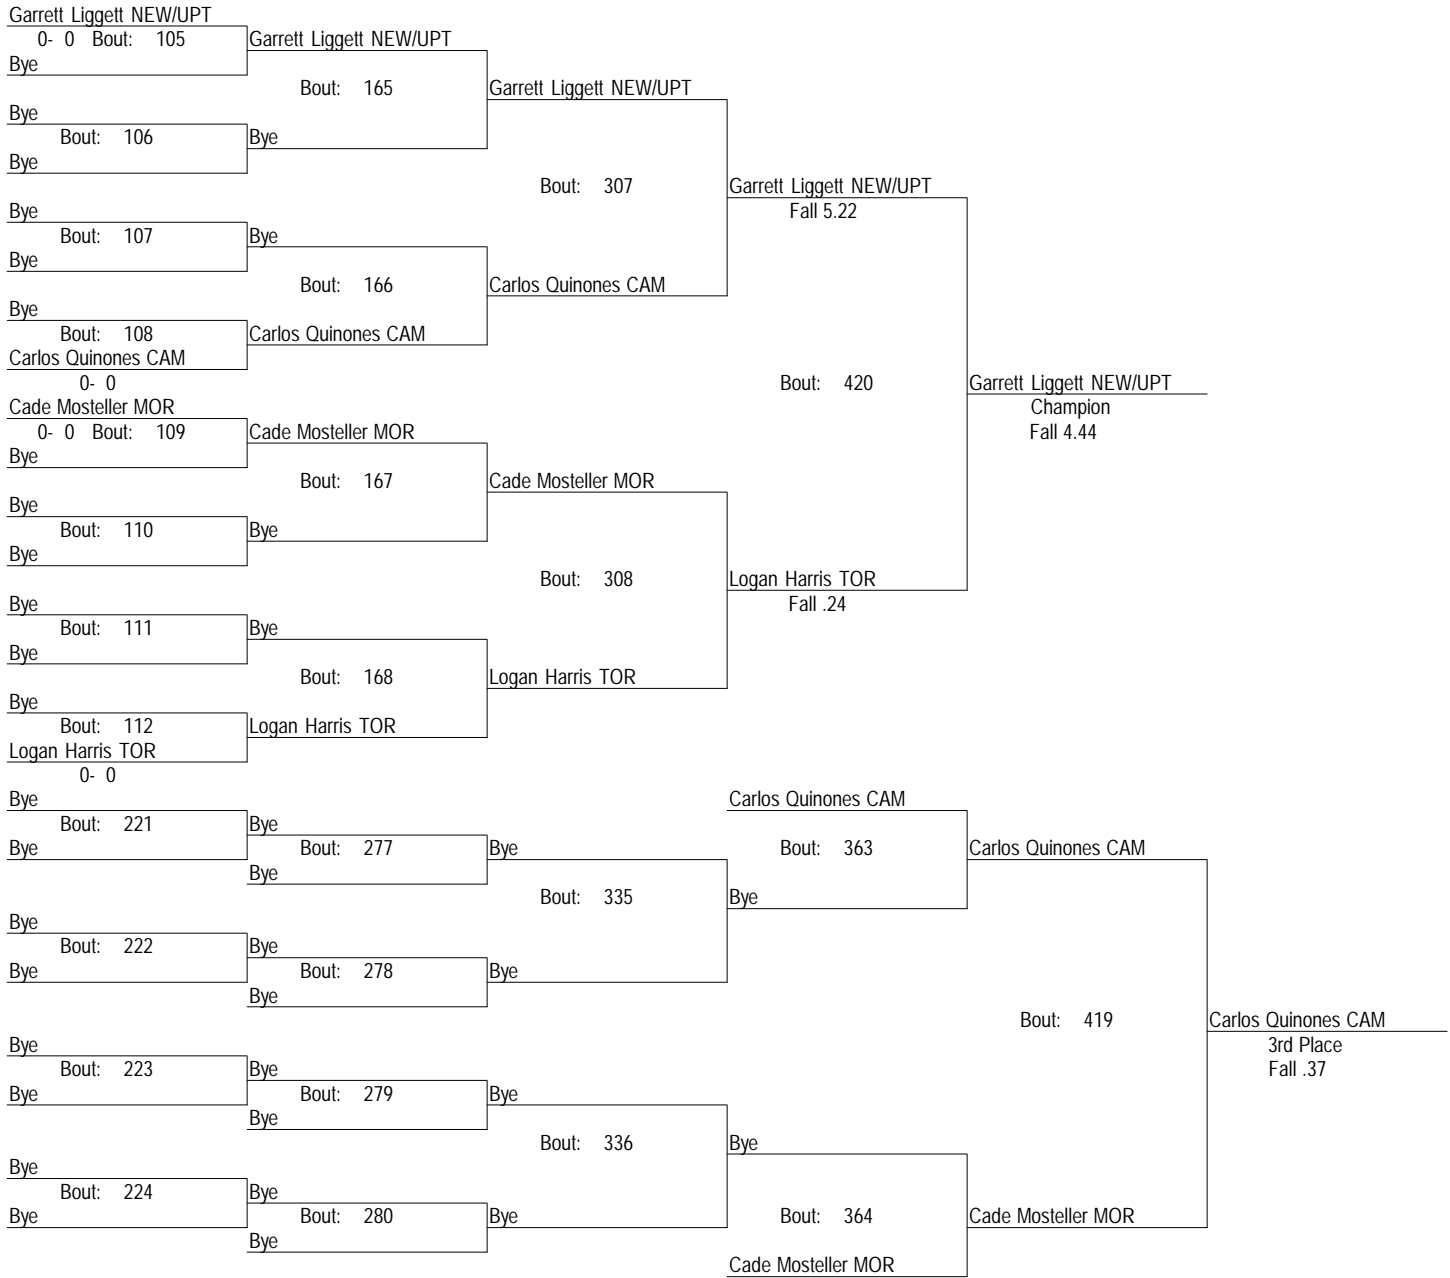 Garrett Liggett NEW/UPT
0- 0 Bout: 105
Garrett Liggett NEW/UPT
Bye
Bout: 165
Garrett Liggett NEW/UPT
Bye
Bout: 106
Bye
Bye
Bout: 307
Garrett Liggett NEW/UPT
Fall 5.22
Bye
Bout: 107
Bye
Bye
Bout: 166
Carlos Quinones CAM
Bye
Bout: 108
Carlos Quinones CAM
Carlos Quinones CAM
0- 0
Bout: 420
Garrett Liggett NEW/UPT
Champion
Fall 4.44
Cade Mosteller MOR
0- 0 Bout: 109
Cade Mosteller MOR
Bye
Bout: 167
Cade Mosteller MOR
Bye
Bout: 110
Bye
Bye
Bout: 308
Logan Harris TOR
Fall .24
Bye
Bout: 111
Bye
Bye
Bout: 168
Logan Harris TOR
Bye
Bout: 112
Logan Harris TOR
Logan Harris TOR
0- 0
Bye
Carlos Quinones CAM
Bout: 221
Bye
Bye
Bout: 277
Bye
Bout: 363
Carlos Quinones CAM
Bye
Bout: 335
Bye
Bye
Bout: 222
Bye
Bye
Bout: 278
Bye
Bye
Bout: 419
Carlos Quinones CAM
3rd Place
Fall .37
Bye
Bout: 223
Bye
Bye
Bout: 279
Bye
Bye
Bout: 336
Bye
Bye
Bout: 224
Bye
Bye
Bout: 280
Bye
Bout: 364
Cade Mosteller MOR
Bye
Cade Mosteller MOR